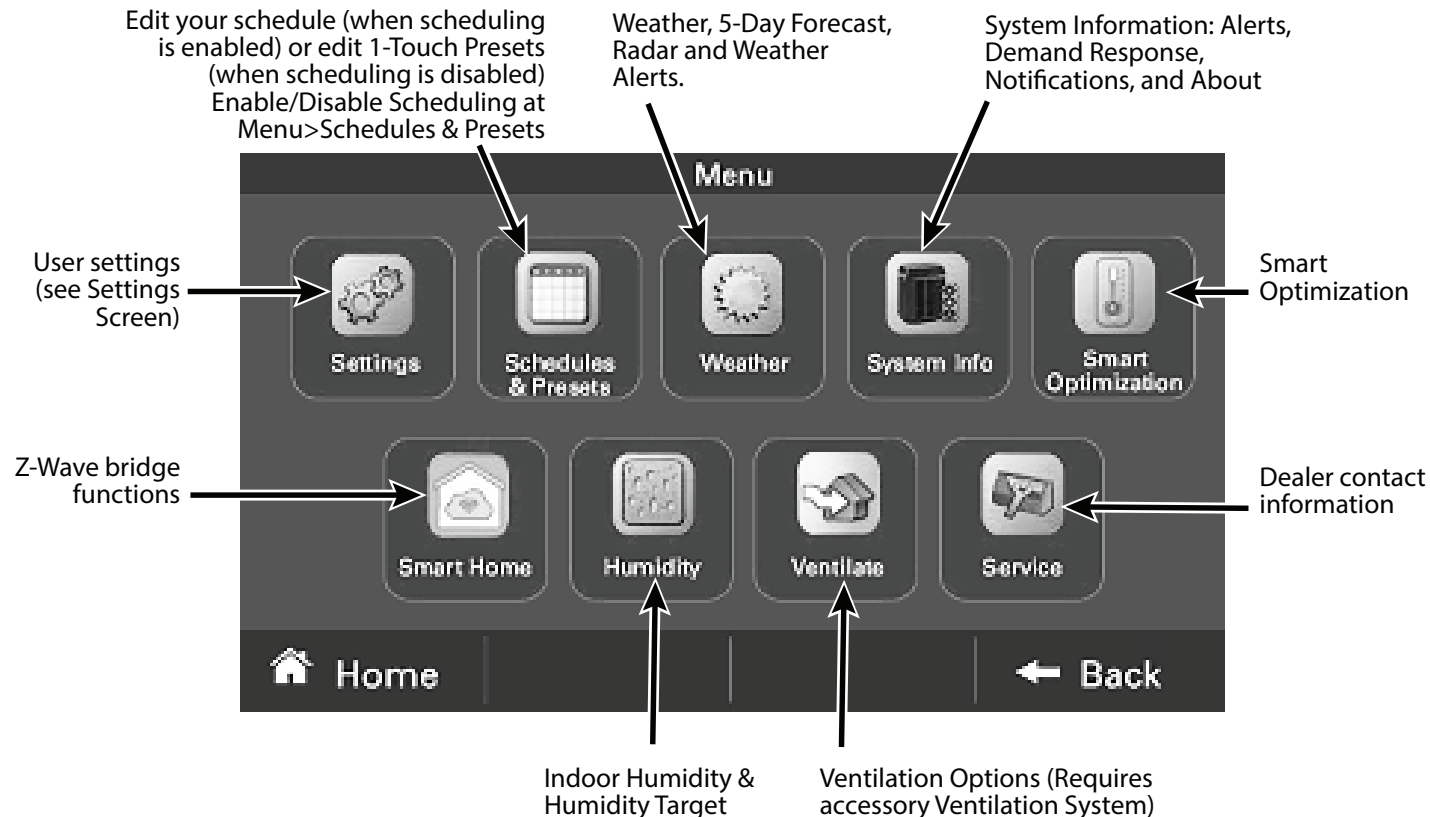 Edit your schedule (when scheduling
is enabled) or edit 1-Touch Presets
(when scheduling is disabled)
Enable/Disable Scheduling at
Menu>Schedules & Presets
Weather, 5-Day Forecast,
Radar and Weather
Alerts.
System Information: Alerts,
Demand Response,
Notifications, and About
Menu
User settings
(see Settings
Screen)
Settings
Schedules
& Presets
Weather
System Info
Smart
Optimization
Smart
Optimization
Z-Wave bridge
functions
Smart Home
Humidity
Ventilate
Service
Dealer contact
information
Home
Back
Indoor Humidity &
Humidity Target
Ventilation Options (Requires
accessory Ventilation System)